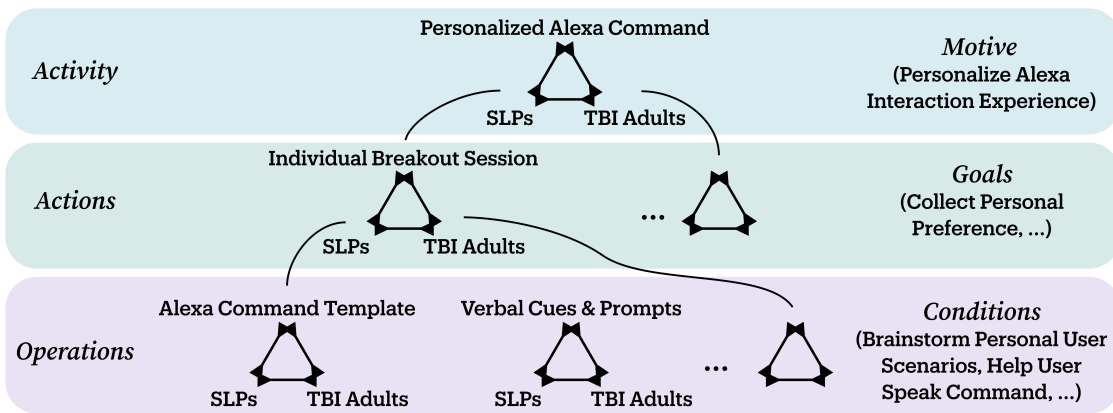 Personalized Alexa Command
Activity
Motive
(Personalize Alexa
Interaction Experience)
SLPs
TBI Adults
Individual Breakout Session
Actions
Goals
(Collect Personal
Preference, ...)
...
SLPs
TBI Adults
Alexa Command Template
Verbal Cues & Prompts
Operations
Conditions
(Brainstorm Personal User
Scenarios, Help User
Speak Command, ...)
...
SLPs
TBI Adults
SLPs
TBI Adults